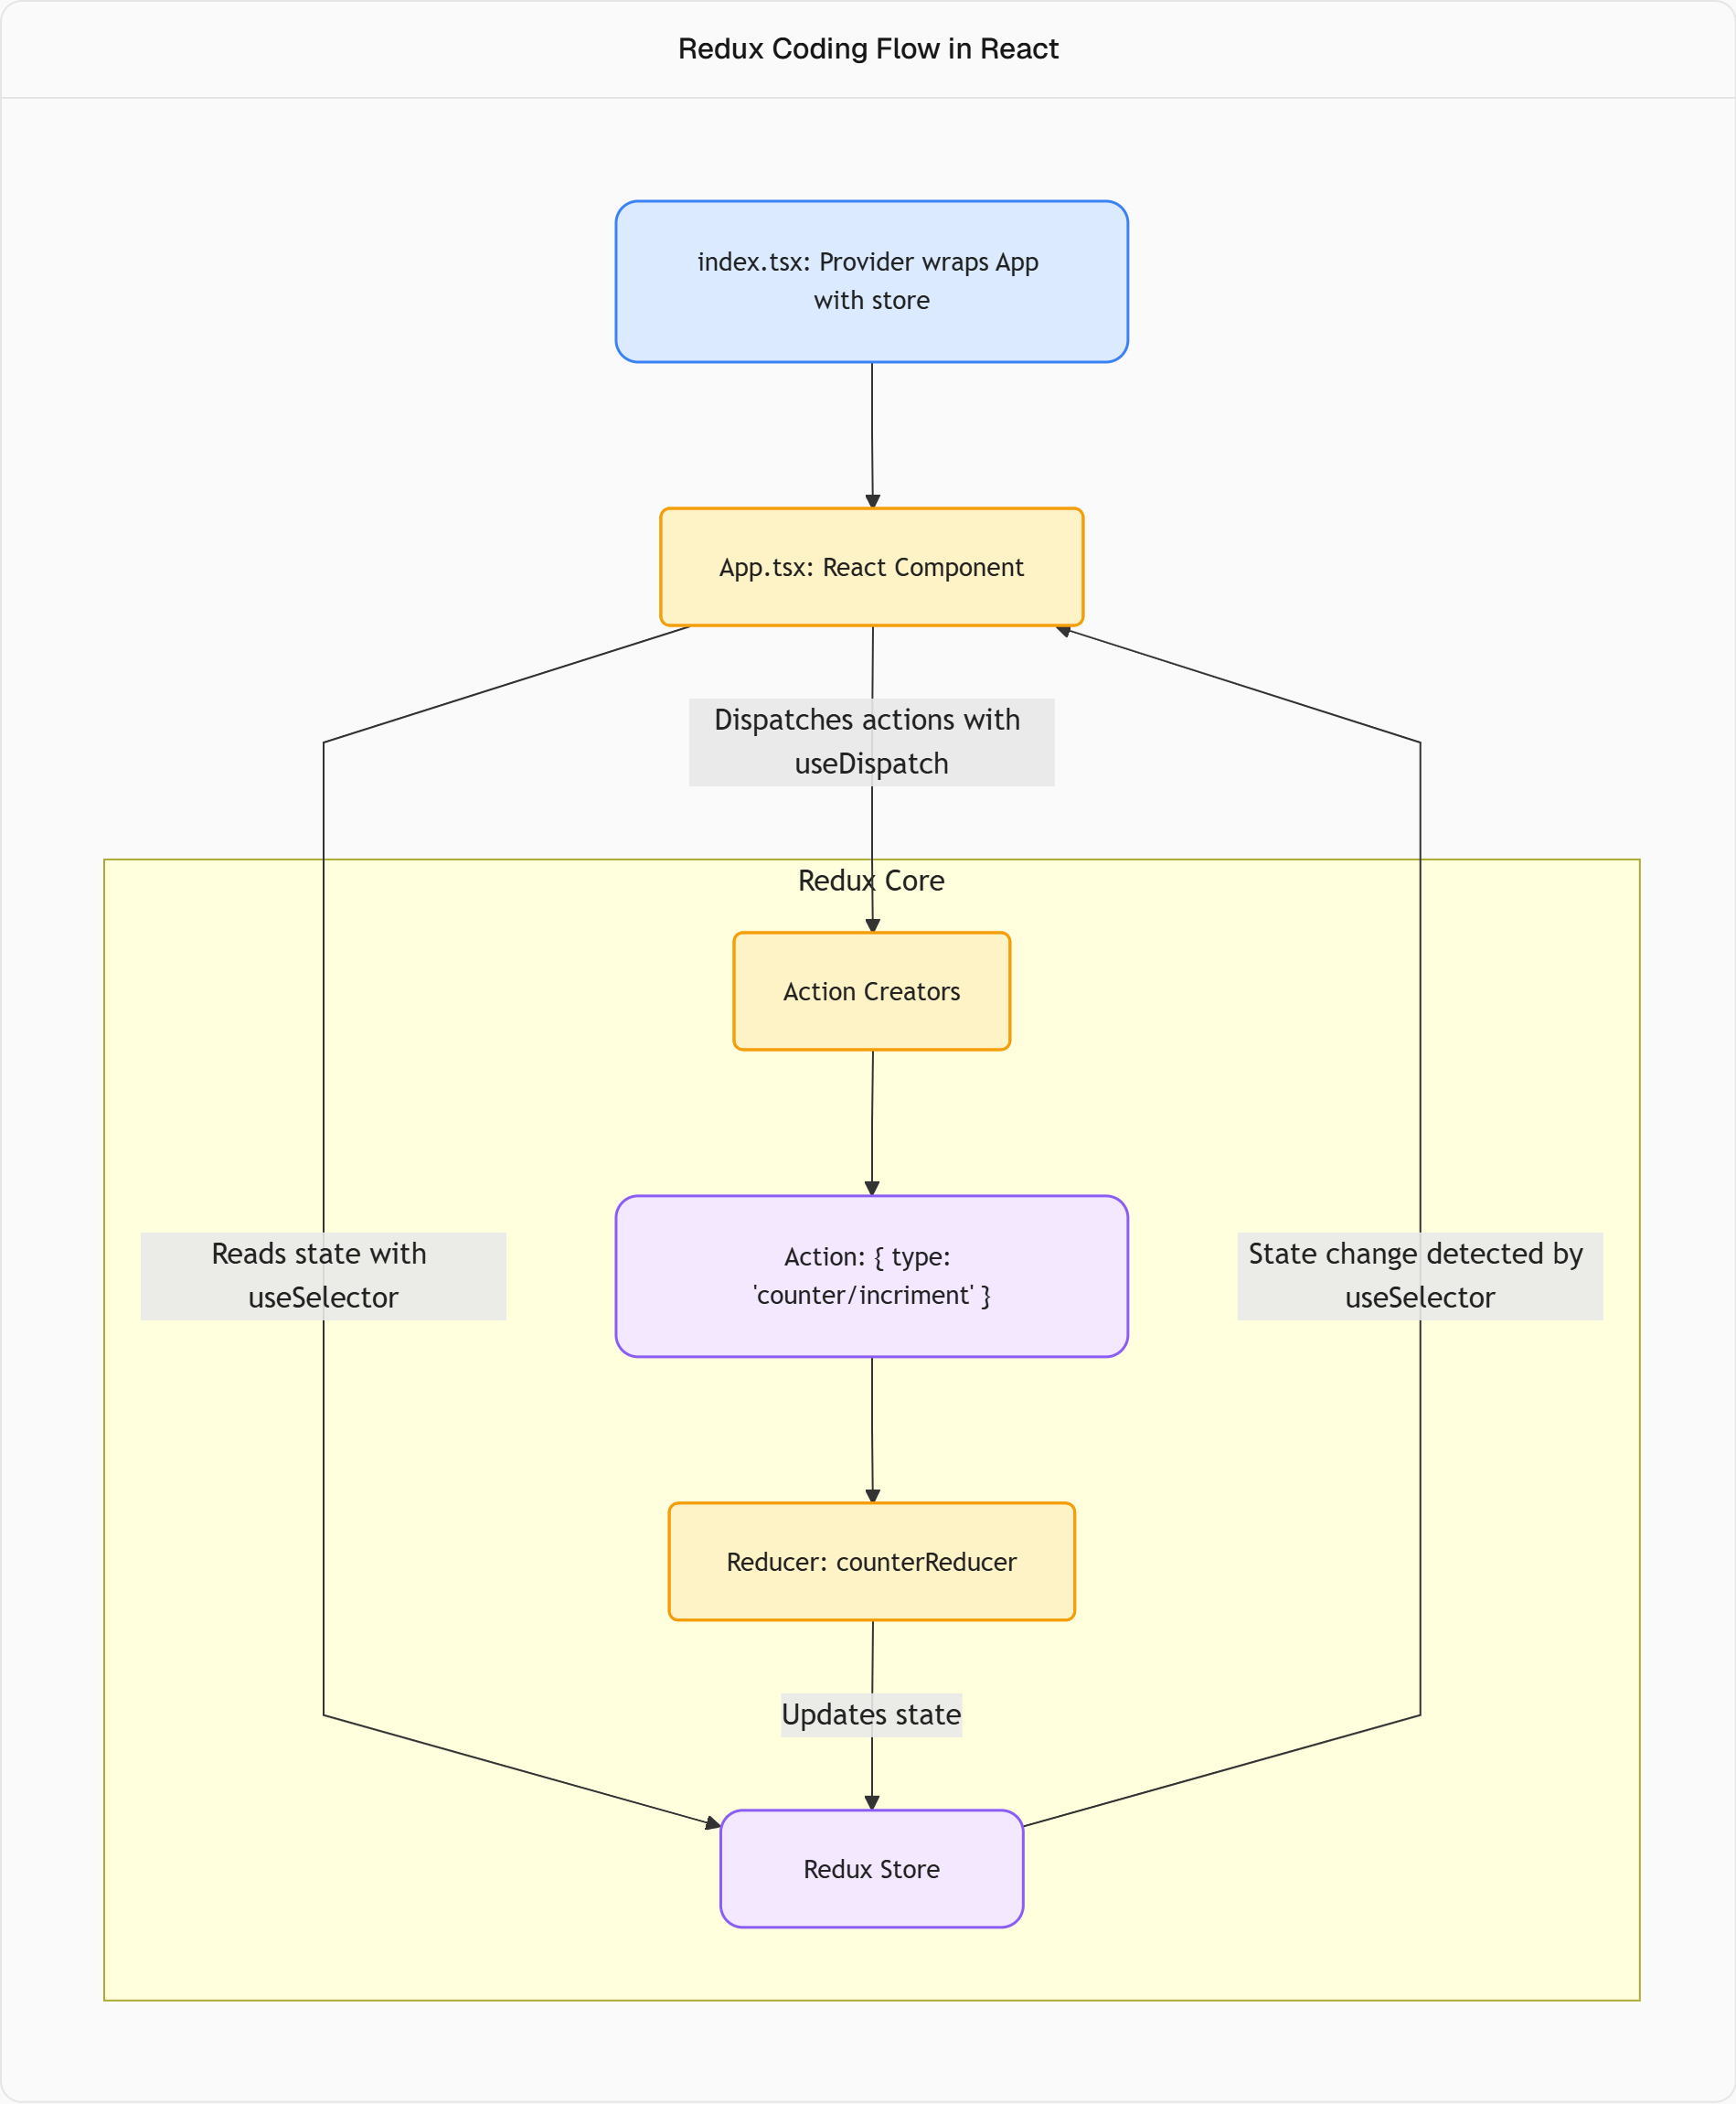 Redux Coding Flow in React
index.tsx: Provider wraps App
with store
App.tsx: React Component
Dispatches actions with
useDispatch
Redux Core
Action Creators
Reads state with
useSelector
Action: { type:
'counter/incriment' }
State change detected by
useSelector
Reducer: counterReducer
Updates state
Redux Store